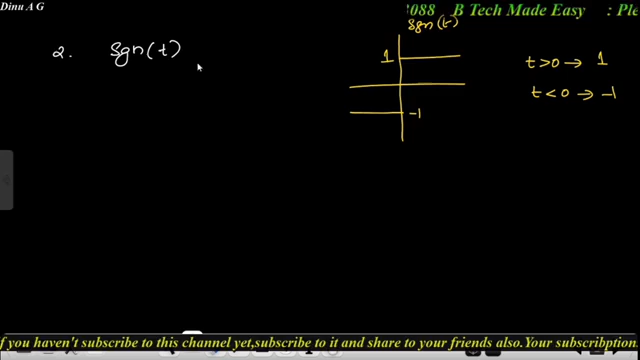 Dinu A G
3088 B Tech Made Easy : Ple
2. Sgn(t)
Sgn(t)
1
-1
t>0 → 1
t<0 → -1
f you haven't subscribe to this channel yet,subscribe to it and share to your friends also.Your subscribption